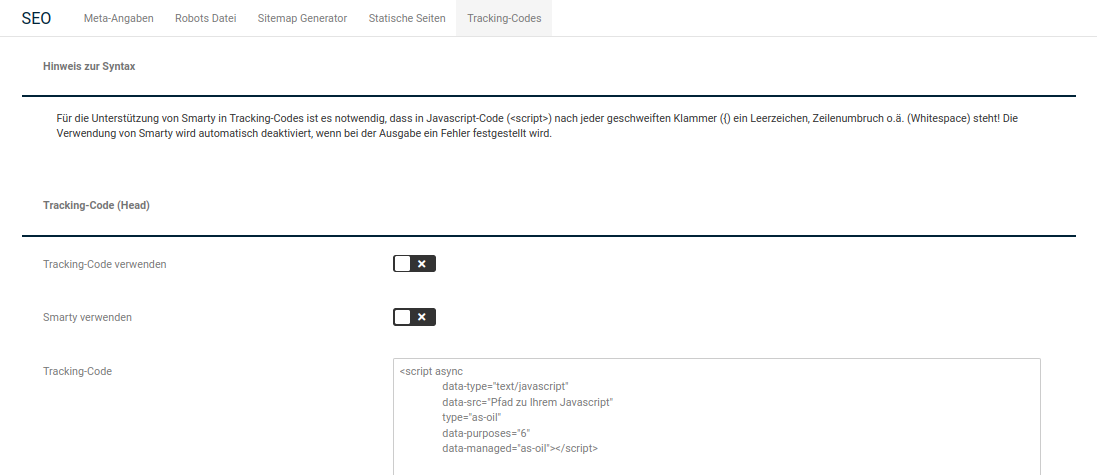 SEO Meta-Angaben Robots Datei Sitemap Generator Statische Seiten Tracking-Codes
Hinweis zur Syntax
Für die Unterstützung von Smarty in Tracking-Codes ist es notwendig, dass in Javascript-Code (<script>) nach jeder geschweiften Klammer ({) ein Leerzeichen, Zeilenumbruch o.ä. (Whitespace) steht! Die
Verwendung von Smarty wird automatisch deaktiviert, wenn bei der Ausgabe ein Fehler festgestellt wird.
Tracking-Code (Head)
Tracking-Code verwenden
Smarty verwenden
Tracking-Code
<script async
data-type="text/javascript"
data-src="Pfad zu Ihrem Javascript"
type="as-oil"
data-purposes="6"
data-managed="as-oil"></script>